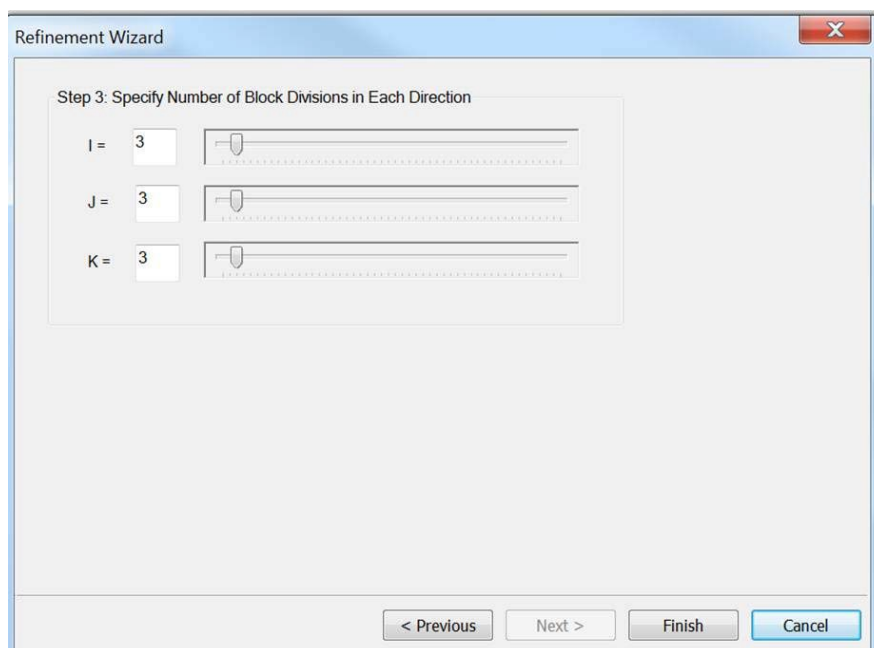 Refinement Wizard
Step 3: Specify Number of Block Divisions in Each Direction
I = 3
J = 3
K = 3
< Previous Next > Finish Cancel